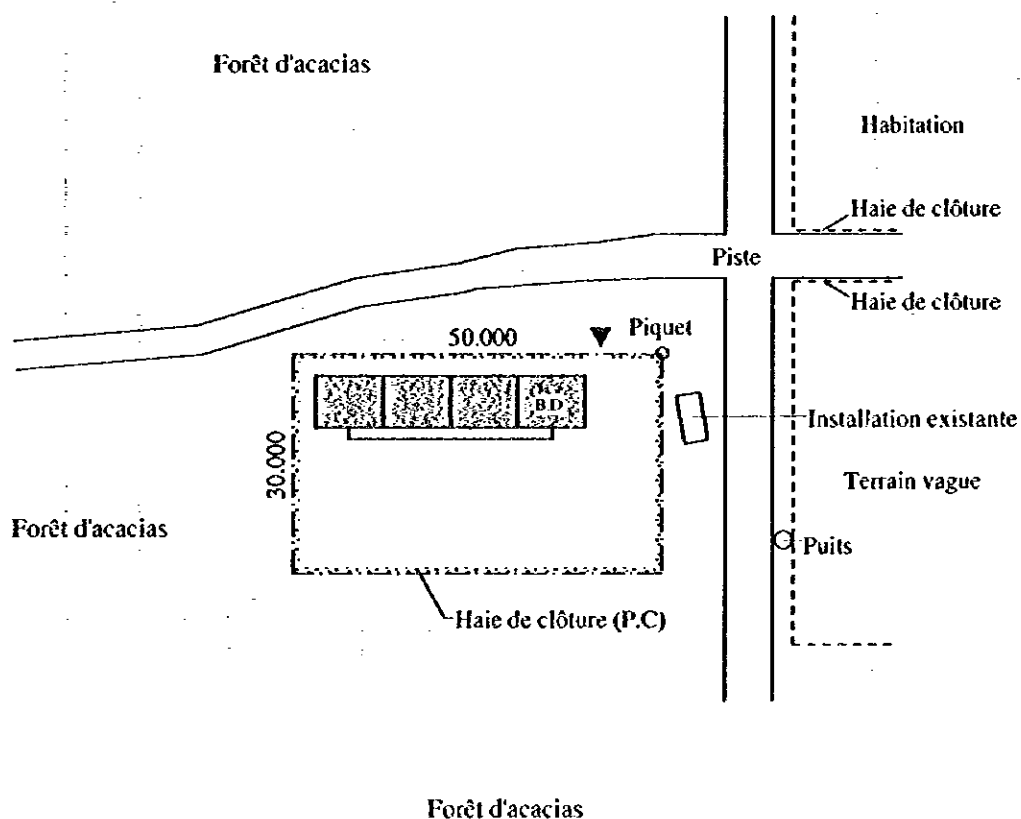 Forêt d'acacias
Habitation
Haie de clôture
Piste
Haie de clôture
50.000
Piquet
B.D
Installation existante
30.000
Terrain vague
Forêt d'acacias
Puits
Haie de clôture (P.C)
Forêt d'acacias